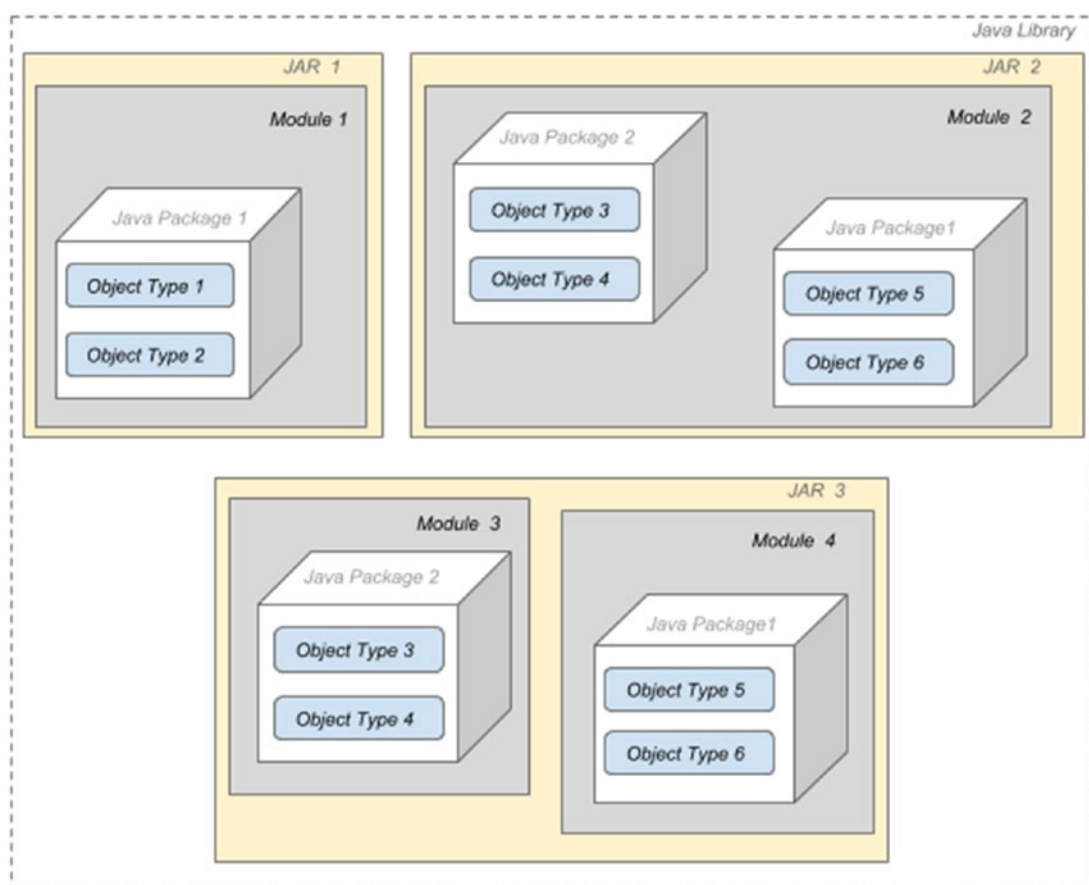 Java Library
JAR 1
Module 1
Java Package 1
Object Type 1
Object Type 2
JAR 2
Module 2
Java Package 2
Object Type 3
Object Type 4
Java Package1
Object Type 5
Object Type 6
JAR 3
Module 3
Java Package 2
Object Type 3
Object Type 4
Module 4
Java Package1
Object Type 5
Object Type 6